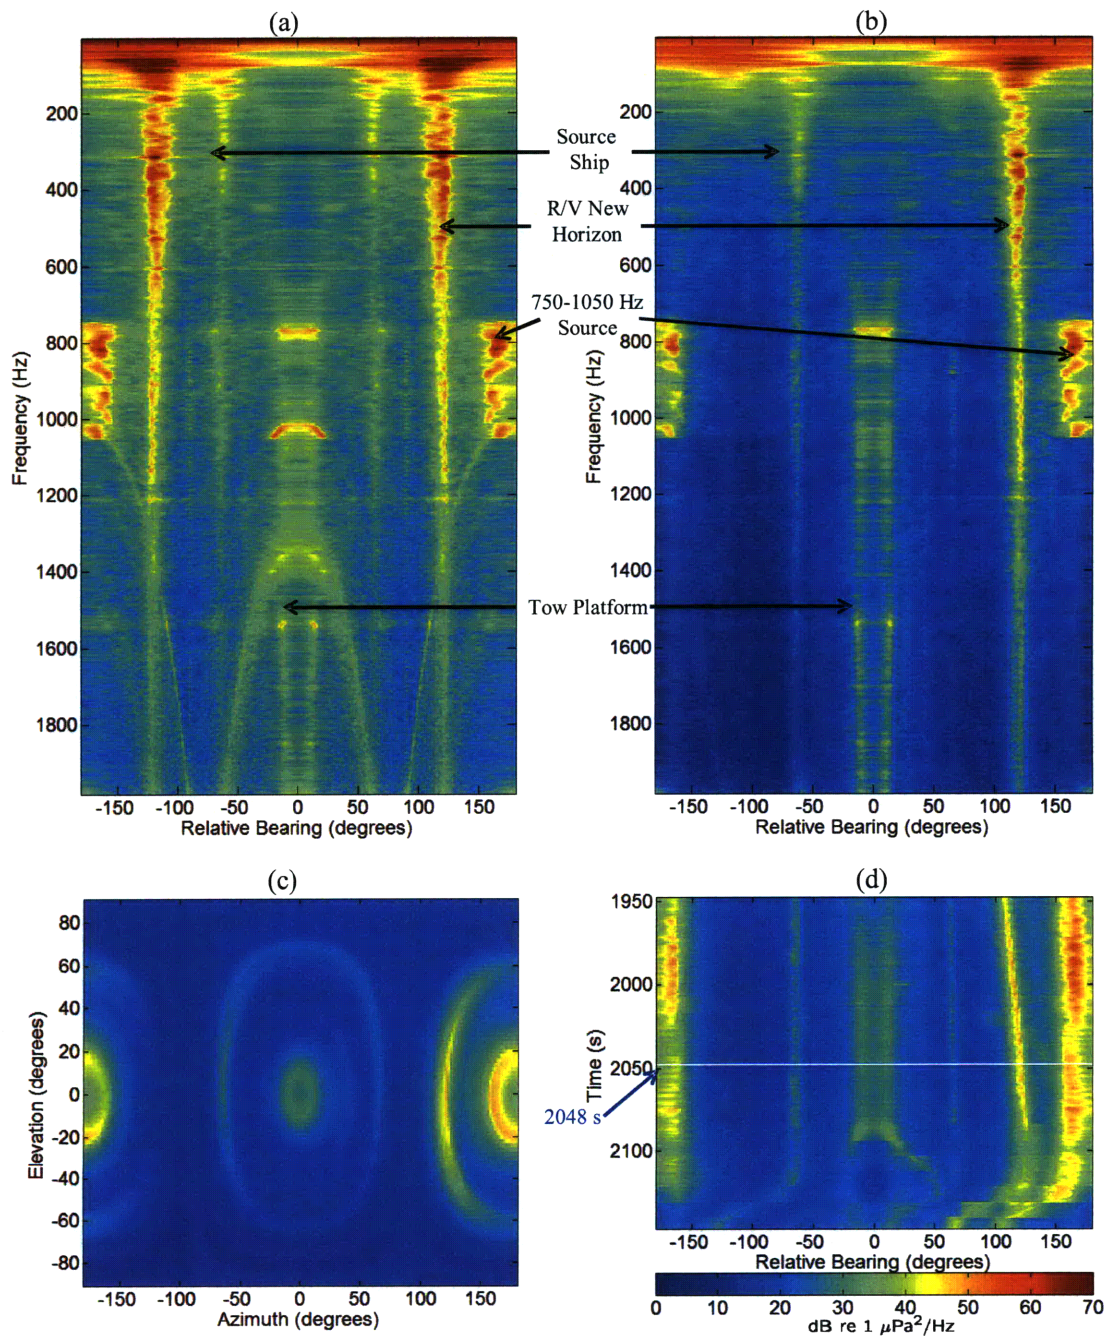 (a)
(b)
200
400
600
800
1000
1200
1400
1600
1800
Frequency (Hz)
-150 -100 -50 0 50 100 150
Relative Bearing (degrees)
Source
Ship
R/V New
Horizon
750-1050 Hz
Source
Tow Platform
200
400
600
800
1000
1200
1400
1600
1800
Frequency (Hz)
-150 -100 -50 0 50 100 150
Relative Bearing (degrees)
(c)
80
60
40
20
0
-20
-40
-60
-80
Elevation (degrees)
-150 -100 -50 0 50 100 150
Azimuth (degrees)
(d)
1950
2000
2050
2100
Time (s)
2048 s
-150 -100 -50 0 50 100 150
Relative Bearing (degrees)
0 10 20 30 40 50 60 70
dB re 1 μPa²/Hz